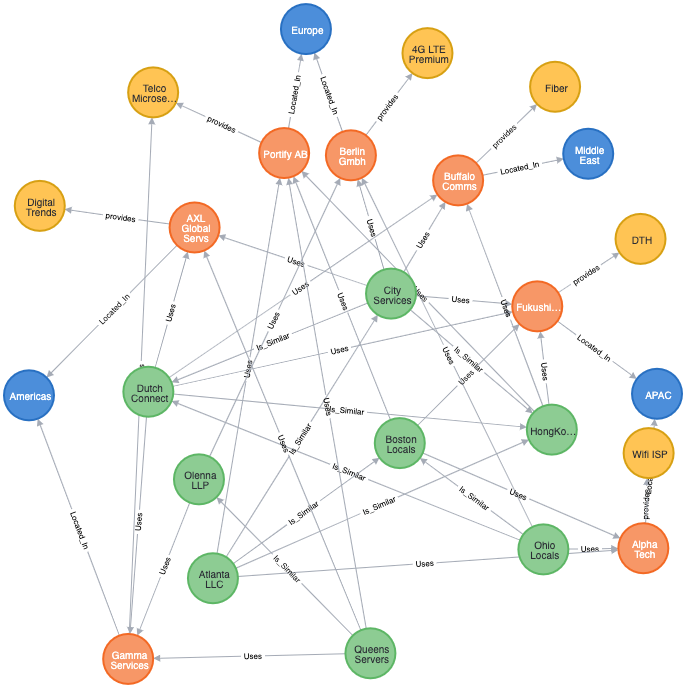 Europe
4G LTE
Premium
Telco
Microse...
Fiber
Located_In
Located_In
provides
provides
provides
Portify AB
Berlin
Gmbh
Middle
East
Buffalo
Comms
Located_In
Digital
Trends
provides
AXL
Global
Servs
Uses
Uses
DTH
Uses
provides
Uses
City
Services
Uses
Uses
Uses
Fukushi...
Uses
Located_In
Uses
Uses
Uses
Is_Similar
Uses
Uses
Is_Similar
Located_In
Uses
Uses
Uses
Americas
Dutch
Connect
APAC
Is_Similar
Uses
HongKo...
Boston
Locals
Is_Similar
Uses
Wifi ISP
Is_Similar
Olenna
LLP
Is_Similar
Is_Similar
Is_Similar
Uses
provides
Located_In
Uses
Uses
Ohio
Locals
Uses
Alpha
Tech
Uses
Is_Similar
Atlanta
LLC
Gamma
Services
Uses
Queens
Servers